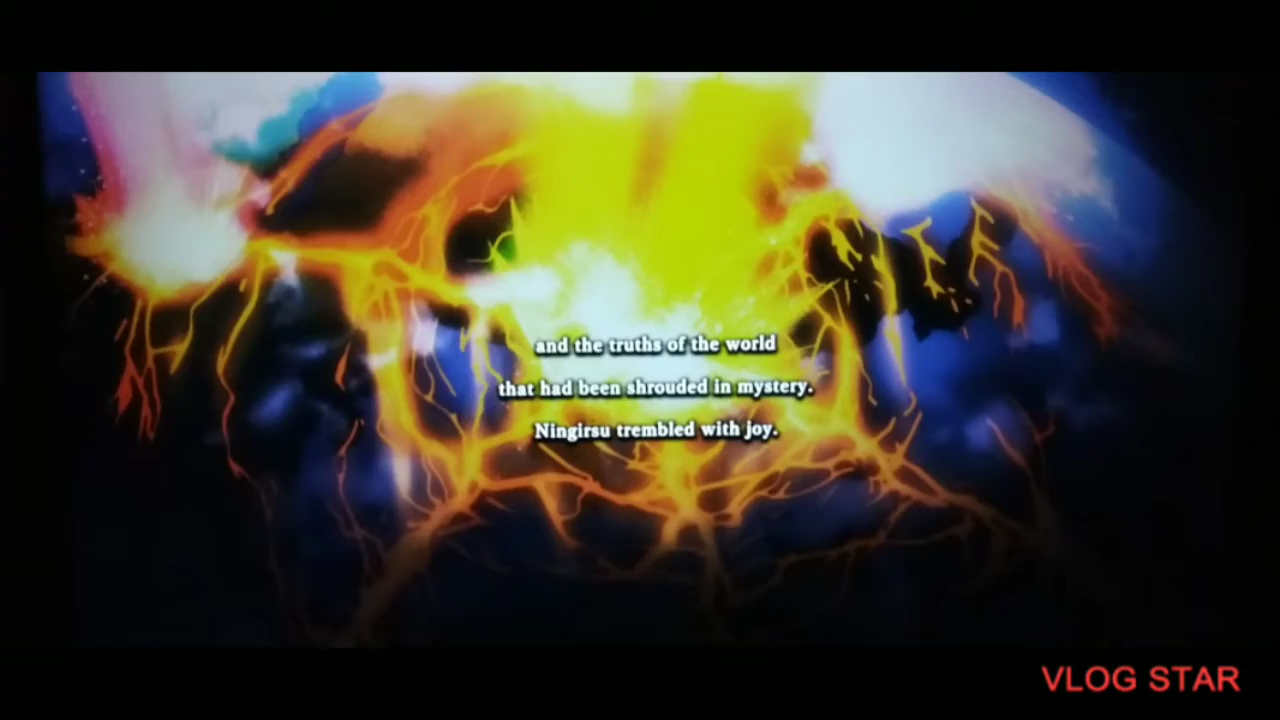 and the truths of the world
that had been shrouded in mystery.
Ningirsu trembled with joy.
VLOG STAR